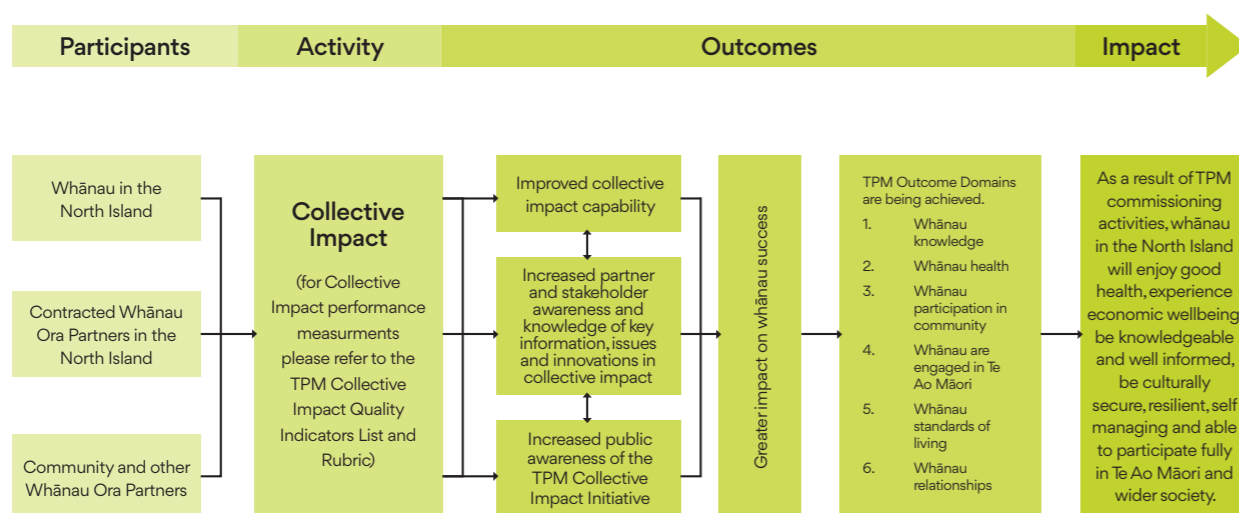 Participants
Activity
Outcomes
Impact
Whānau in the
North Island
Contracted Whānau
Ora Partners in the
North Island
Community and other
Whānau Ora Partners
Collective
Impact
(for Collective
Impact performance
measurments
please refer to the
TPM Collective
Impact Quality
Indicators List and
Rubric)
Improved collective
impact capability
Increased partner
and stakeholder
awareness and
knowledge of key
information, issues
and innovations in
collective impact
Increased public
awareness of the
TPM Collective
Impact Initiative
Greater impact on whānau success
TPM Outcome Domains
are being achieved.
1. Whānau
knowledge
2. Whānau health
3. Whānau
participation in
community
4. Whānau are
engaged in Te
Ao Māori
5. Whānau
standards of
living
6. Whānau
relationships
As a result of TPM
commissioning
activities, whānau
in the North Island
will enjoy good
health, experience
economic wellbeing
be knowledgeable
and well informed,
be culturally
secure, resilient, self
managing and able
to participate fully
in Te Ao Māori and
wider society.